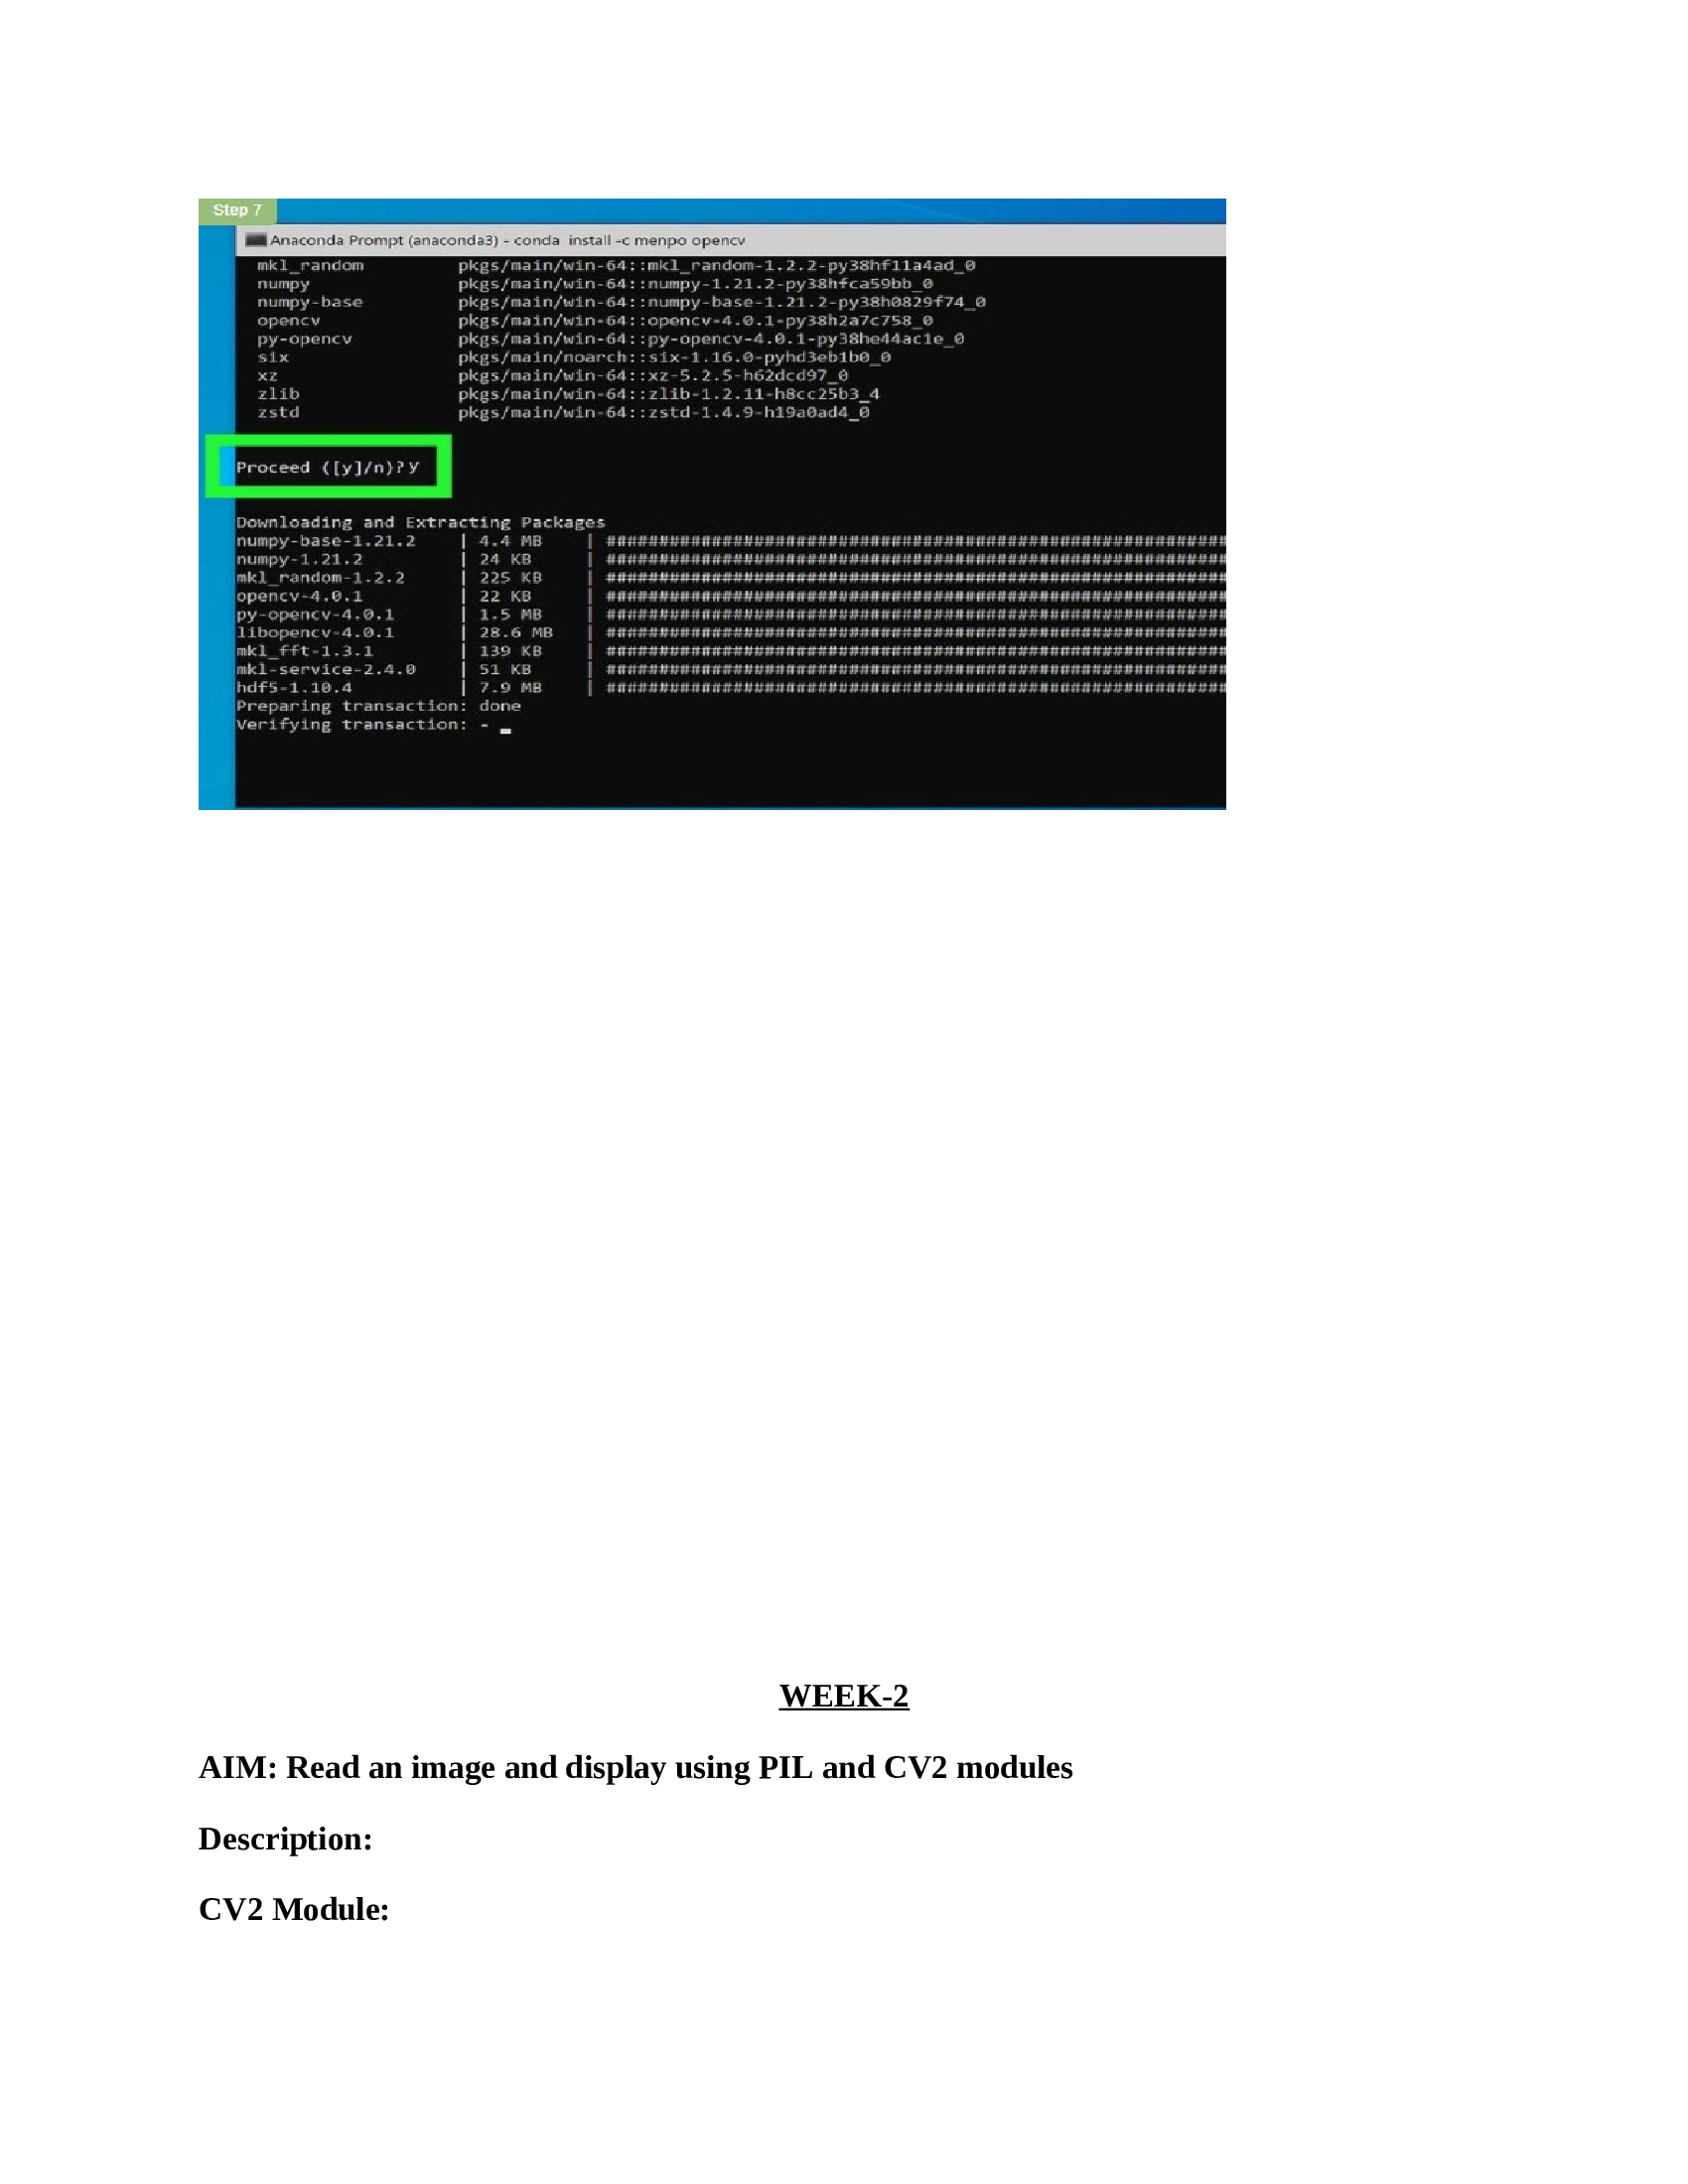 Step 7
Anaconda Prompt (anaconda3) - conda  install -c menpo opencv
mkl_random pkgs/main/win-64::mkl_random-1.2.2-py38hf11a4ad_0
numpy pkgs/main/win-64::numpy-1.21.2-py38hfca59bb_0
numpy-base pkgs/main/win-64::numpy-base-1.21.2-py38h0829f74_0
opencv pkgs/main/win-64::opencv-4.0.1-py38h2a7c758_0
py-opencv pkgs/main/win-64::py-opencv-4.0.1-py38he44ac1e_0
six pkgs/main/noarch::six-1.16.0-pyhd3eb1b0_0
xz pkgs/main/win-64::xz-5.2.5-h62dcd97_0
zlib pkgs/main/win-64::zlib-1.2.11-h8cc25b3_4
zstd pkgs/main/win-64::zstd-1.4.9-h19a0ad4_0
Proceed ([y]/n)? y
Downloading and Extracting Packages
numpy-base-1.21.2 | 4.4 MB | ###########################################################
numpy-1.21.2 | 24 KB | ###########################################################
mkl_random-1.2.2 | 225 KB | ###########################################################
opencv-4.0.1 | 22 KB | ###########################################################
py-opencv-4.0.1 | 1.5 MB | ###########################################################
libopencv-4.0.1 | 28.6 MB | ###########################################################
mkl_fft-1.3.1 | 139 KB | ###########################################################
mkl-service-2.4.0 | 51 KB | ###########################################################
hdf5-1.10.4 | 7.9 MB | ###########################################################
Preparing transaction: done
Verifying transaction: - _
WEEK-2
AIM: Read an image and display using PIL and CV2 modules
Description:
CV2 Module: